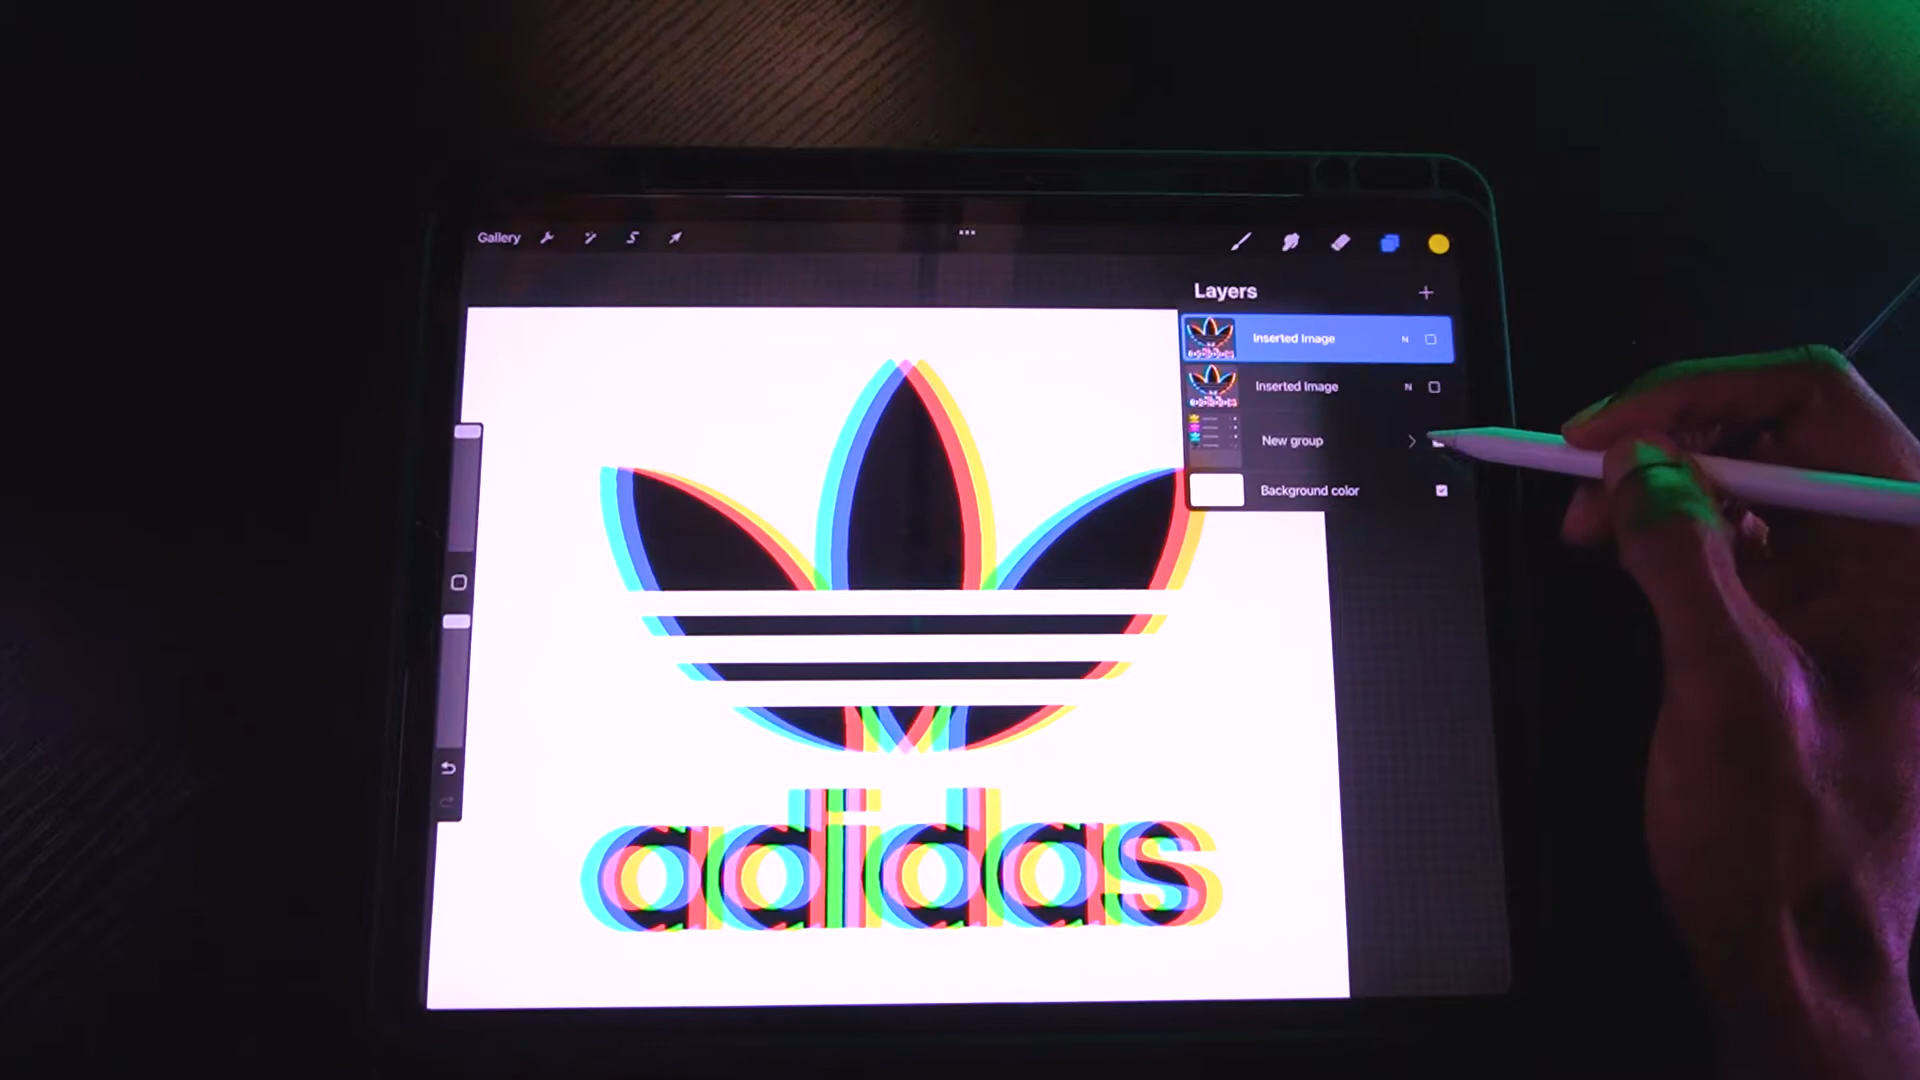 Gallery
Layers
Inserted Image N
Inserted Image N
New group
Background color
adidas